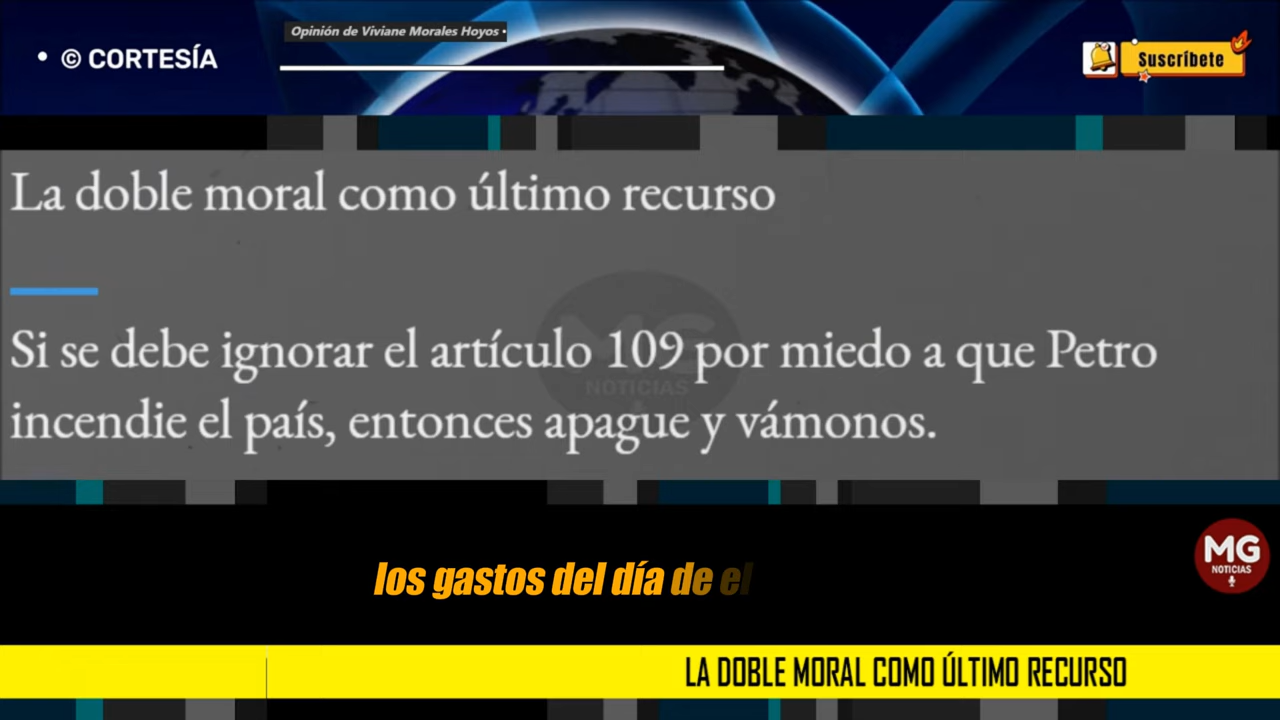 Opinión de Viviane Morales Hoyos •
• © CORTESÍA
Suscríbete
La doble moral como último recurso
Si se debe ignorar el artículo 109 por miedo a que Petro
incendie el país, entonces apague y vámonos.
MG
NOTICIAS
los gastos del día de el
MG
NOTICIAS
LA DOBLE MORAL COMO ÚLTIMO RECURSO